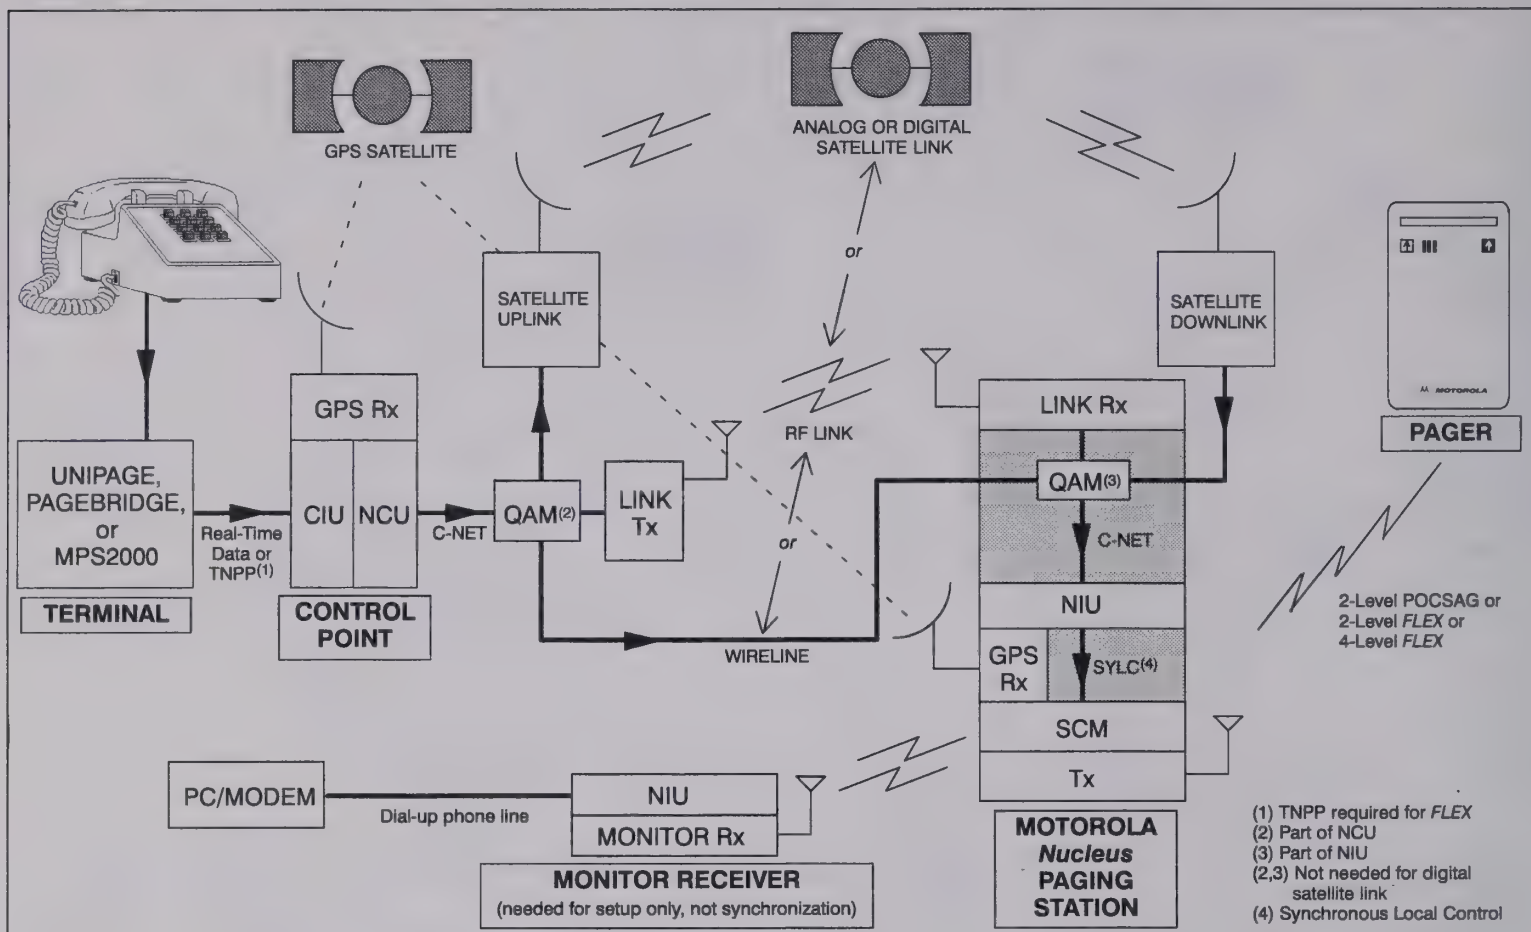 GPS SATELLITE
ANALOG OR DIGITAL
SATELLITE LINK
or
SATELLITE
UPLINK
SATELLITE
DOWNLINK
MOTOROLA
PAGER
GPS Rx
CIU
NCU
UNIPAGE,
PAGEBRIDGE,
or
MPS2000
Real-Time
Data or
TNPP(1)
TERMINAL
CONTROL
POINT
C-NET
QAM(2)
LINK
Tx
RF LINK
or
WIRELINE
LINK Rx
QAM(3)
C-NET
NIU
GPS
Rx
SYLC(4)
SCM
Tx
2-Level POCSAG or
2-Level FLEX or
4-Level FLEX
PC/MODEM
Dial-up phone line
NIU
MONITOR Rx
MONITOR RECEIVER
(needed for setup only, not synchronization)
MOTOROLA
Nucleus
PAGING
STATION
(1) TNPP required for FLEX
(2) Part of NCU
(3) Part of NIU
(2,3) Not needed for digital
satellite link
(4) Synchronous Local Control